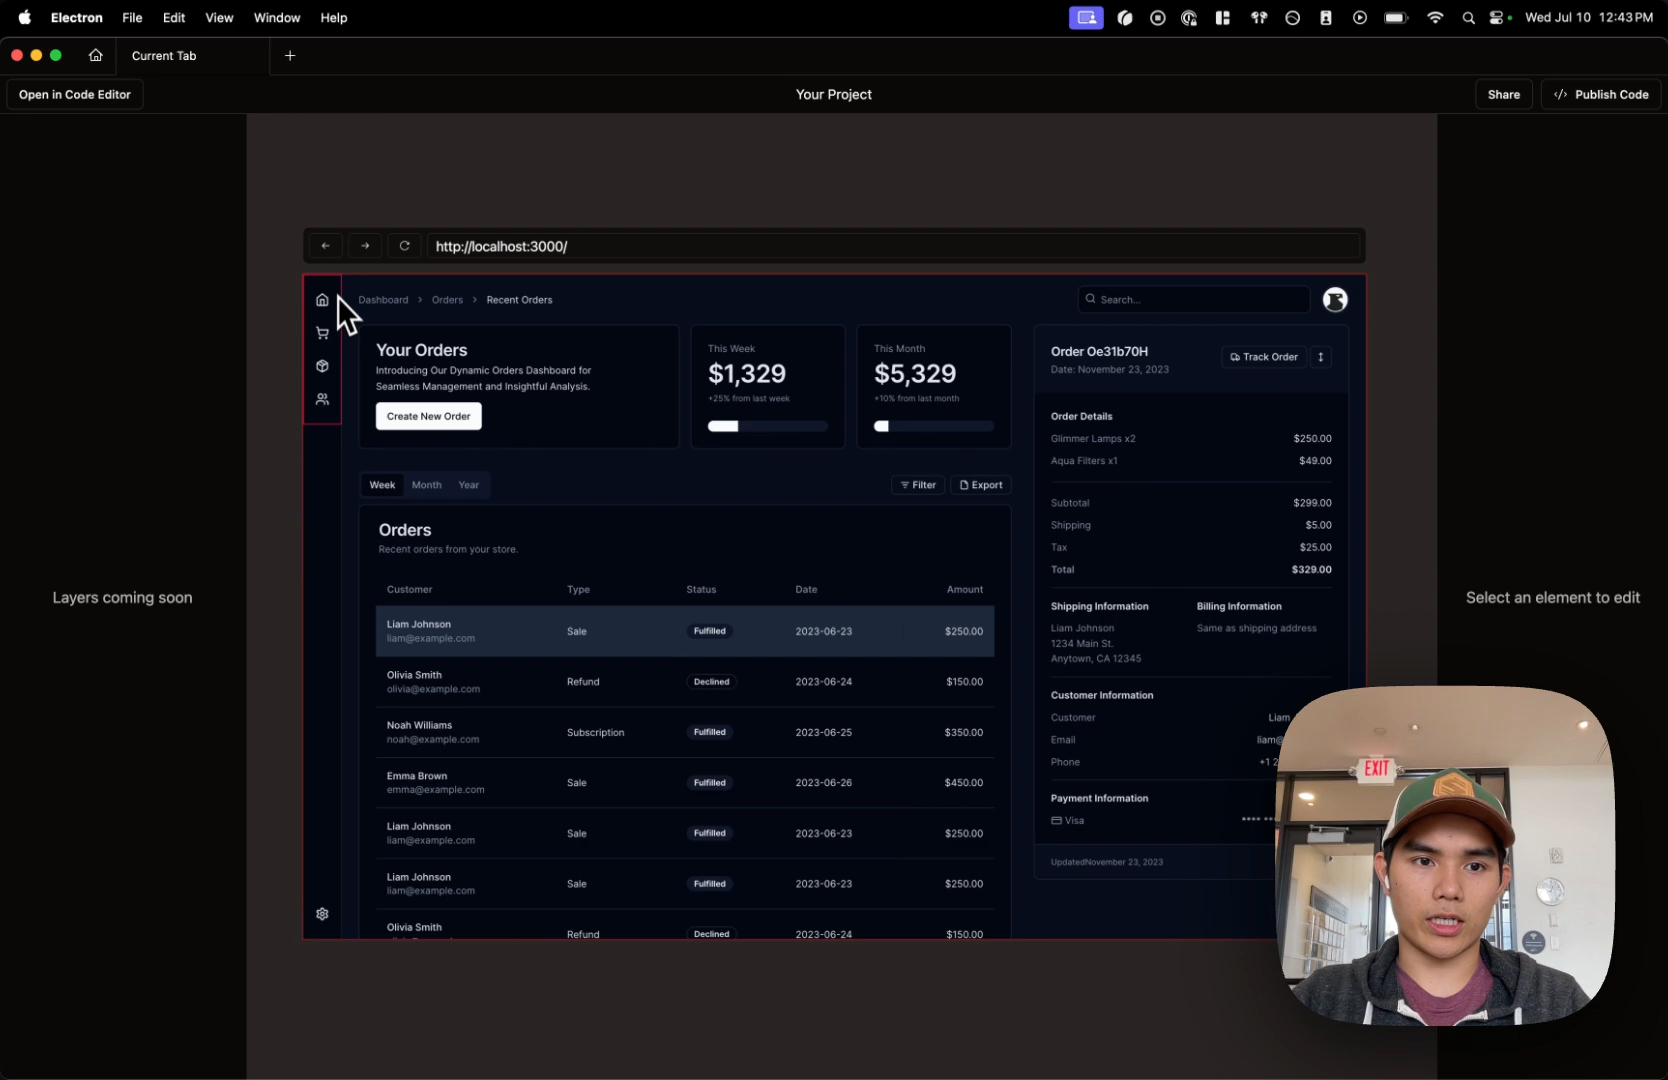 Electron File Edit View Window Help Wed Jul 10 12:43 PM
Current Tab
Open in Code Editor Your Project Share Publish Code
http://localhost:3000/
Dashboard > Orders > Recent Orders Search...
Your Orders
Introducing Our Dynamic Orders Dashboard for
Seamless Management and Insightful Analysis.
Create New Order
This Week
$1,329
+25% from last week
This Month
$5,329
+10% from last month
Week Month Year Filter Export
Orders
Recent orders from your store.
Customer Type Status Date Amount
Liam Johnson
liam@example.com
Sale Fulfilled 2023-06-23 $250.00
Olivia Smith
olivia@example.com
Refund Declined 2023-06-24 $150.00
Noah Williams
noah@example.com
Subscription Fulfilled 2023-06-25 $350.00
Emma Brown
emma@example.com
Sale Fulfilled 2023-06-26 $450.00
Liam Johnson
liam@example.com
Sale Fulfilled 2023-06-23 $250.00
Liam Johnson
liam@example.com
Sale Fulfilled 2023-06-23 $250.00
Olivia Smith
Refund Declined 2023-06-24 $150.00
Order Oe31b70H
Date: November 23, 2023
Track Order
Order Details
Glimmer Lamps x2 $250.00
Aqua Filters x1 $49.00
Subtotal $299.00
Shipping $5.00
Tax $25.00
Total $329.00
Shipping Information
Liam Johnson
1234 Main St.
Anytown, CA 12345
Billing Information
Same as shipping address
Customer Information
Customer Liam
Email liam@
Phone +1 2
Payment Information
Visa **** **
UpdatedNovember 23, 2023
Layers coming soon
Select an element to edit
EXIT